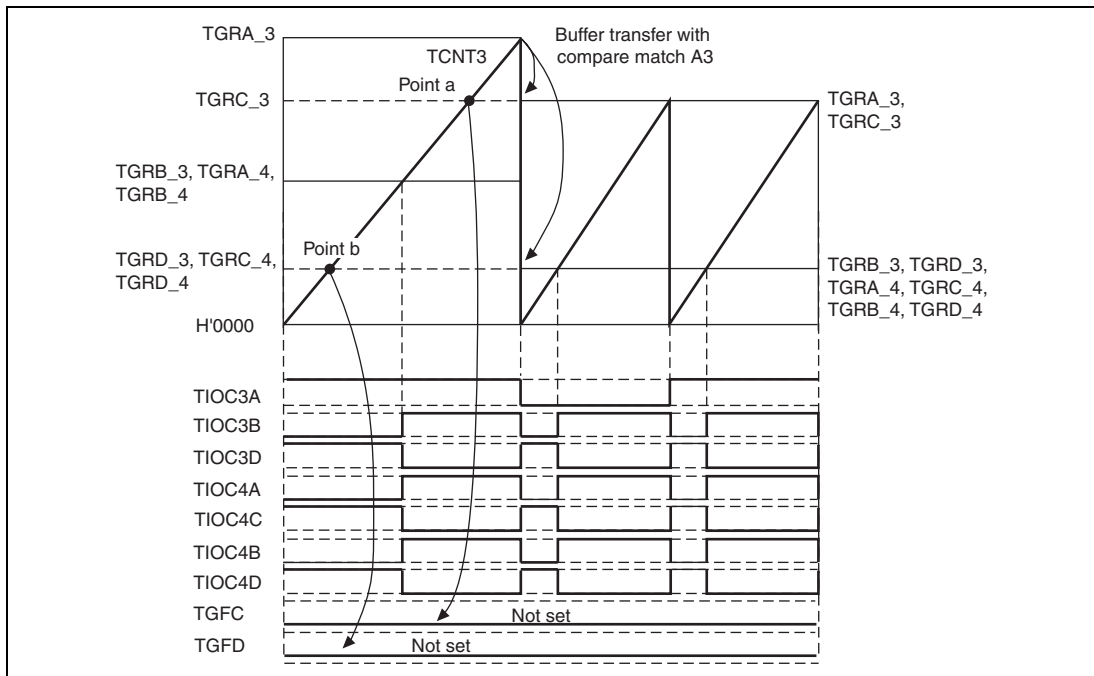 TGRA_3
TCNT3
Buffer transfer with
compare match A3
Point a
TGRC_3
TGRA_3,
TGRC_3
TGRB_3, TGRA_4,
TGRB_4
Point b
TGRD_3, TGRC_4,
TGRD_4
TGRB_3, TGRD_3,
TGRA_4, TGRC_4,
TGRB_4, TGRD_4
H'0000
TIOC3A
TIOC3B
TIOC3D
TIOC4A
TIOC4C
TIOC4B
TIOC4D
TGFC
Not set
TGFD
Not set